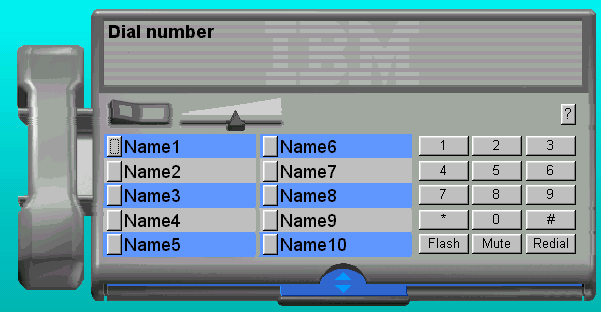 Dial number
IBM
?
Name1
Name2
Name3
Name4
Name5
Name6
Name7
Name8
Name9
Name10
1 2 3
4 5 6
7 8 9
* 0 #
Flash Mute Redial